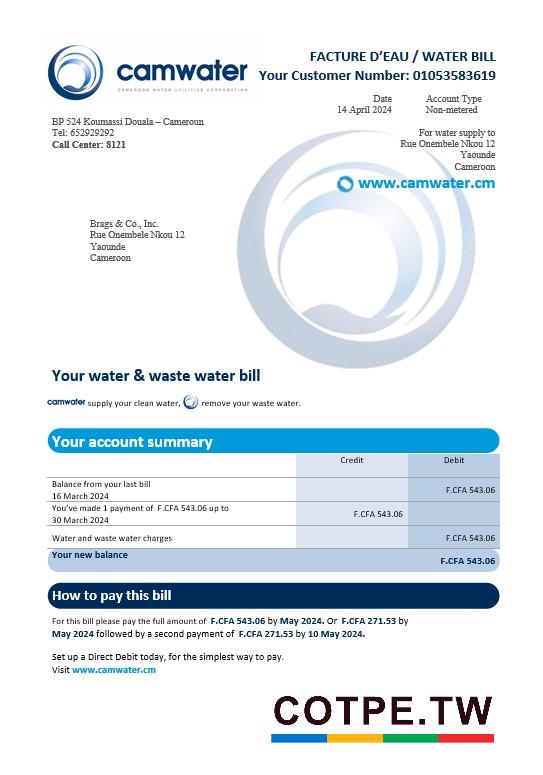 camwater
CAMEROON WATER UTILITIES CORPORATION
FACTURE D'EAU / WATER BILL
Your Customer Number: 01053583619
Date
14 April 2024
Account Type
Non-metered
BP 524 Koumassi Douala – Cameroun
Tel: 652929292
Call Center: 8121
For water supply to
Rue Onembele Nkou 12
Yaounde
Cameroon
www.camwater.cm
Brags & Co., Inc.
Rue Onembele Nkou 12
Yaounde
Cameroon
Your water & waste water bill
camwater supply your clean water, remove your waste water.
Your account summary
Credit Debit
Balance from your last bill
16 March 2024 F.CFA 543.06
You've made 1 payment of F.CFA 543.06 up to
30 March 2024 F.CFA 543.06
Water and waste water charges F.CFA 543.06
Your new balance F.CFA 543.06
How to pay this bill
For this bill please pay the full amount of F.CFA 543.06 by May 2024. Or F.CFA 271.53 by
May 2024 followed by a second payment of F.CFA 271.53 by 10 May 2024.
Set up a Direct Debit today, for the simplest way to pay.
Visit www.camwater.cm
COTPE.TW